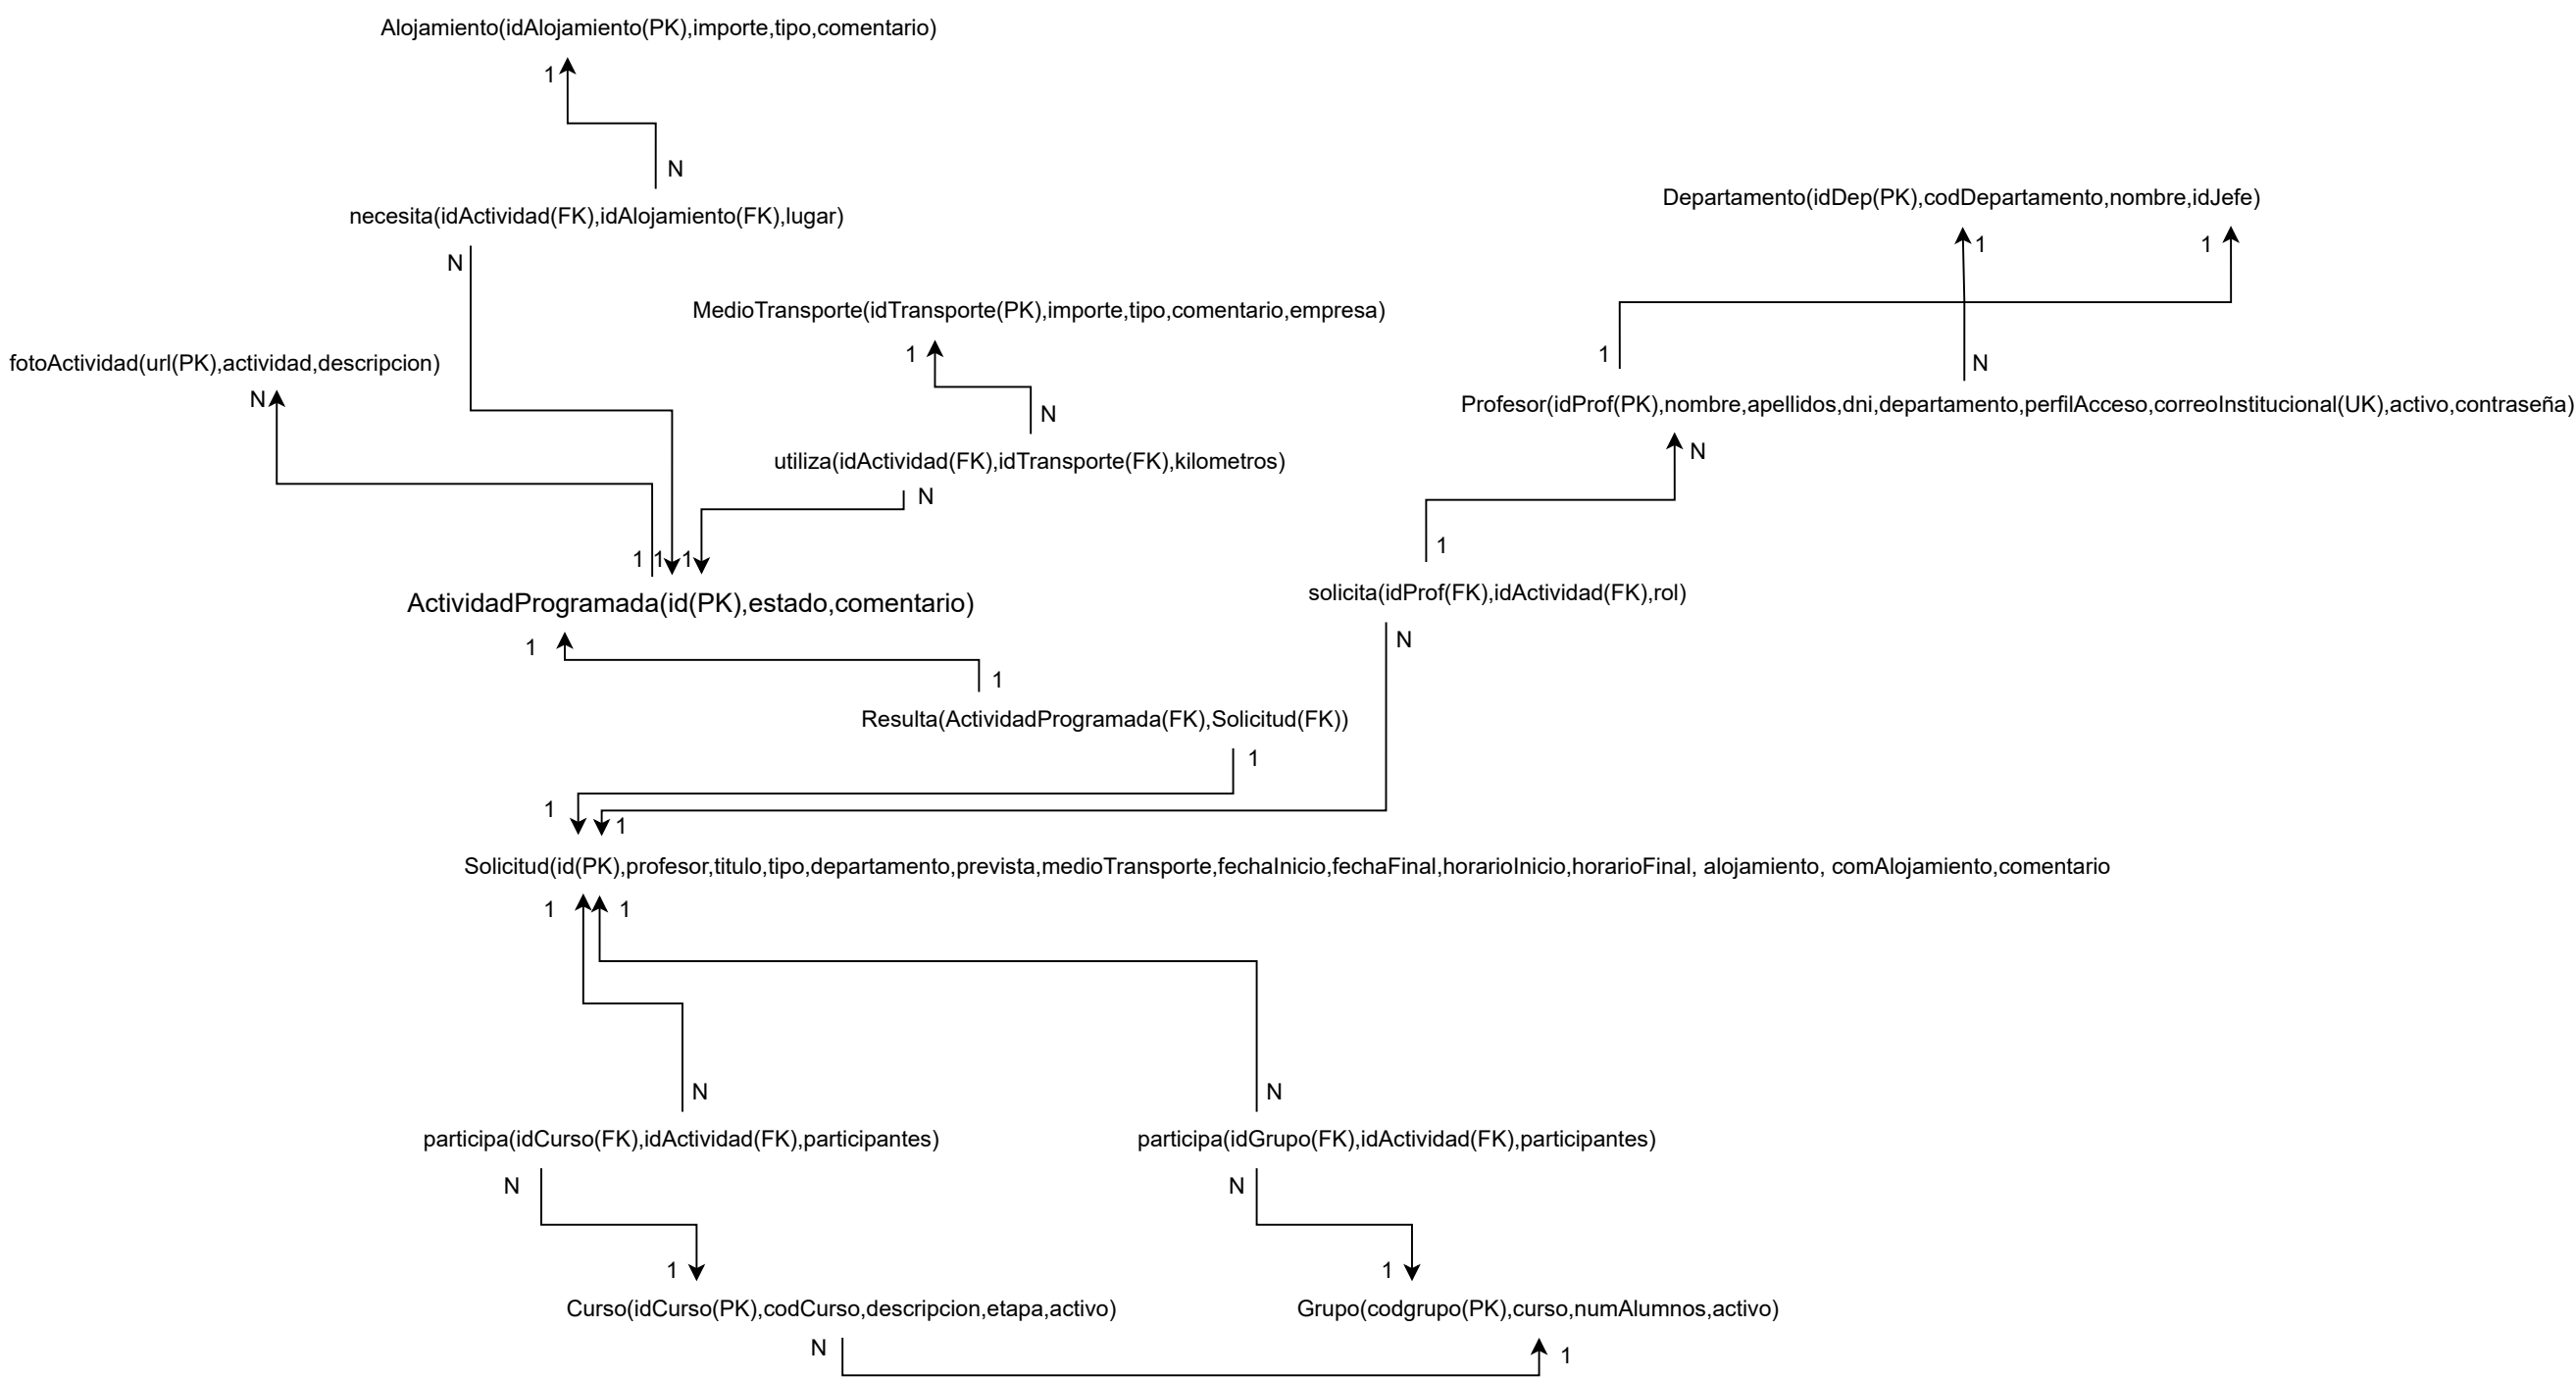 Alojamiento(idAlojamiento(PK),importe,tipo,comentario)
1
N
necesita(idActividad(FK),idAlojamiento(FK),lugar)
N
Departamento(idDep(PK),codDepartamento,nombre,idJefe)
1
1
MedioTransporte(idTransporte(PK),importe,tipo,comentario,empresa)
1
N
fotoActividad(url(PK),actividad,descripcion)
N
1
N
Profesor(idProf(PK),nombre,apellidos,dni,departamento,perfilAcceso,correoInstitucional(UK),activo,contraseña)
N
utiliza(idActividad(FK),idTransporte(FK),kilometros)
N
1
1
1
1
ActividadProgramada(id(PK),estado,comentario)
solicita(idProf(FK),idActividad(FK),rol)
1
N
1
Resulta(ActividadProgramada(FK),Solicitud(FK))
1
1
1
Solicitud(id(PK),profesor,titulo,tipo,departamento,prevista,medioTransporte,fechaInicio,fechaFinal,horarioInicio,horarioFinal, alojamiento, comAlojamiento,comentario
1
1
N
N
participa(idCurso(FK),idActividad(FK),participantes)
participa(idGrupo(FK),idActividad(FK),participantes)
N
N
1
1
Curso(idCurso(PK),codCurso,descripcion,etapa,activo)
Grupo(codgrupo(PK),curso,numAlumnos,activo)
N
1